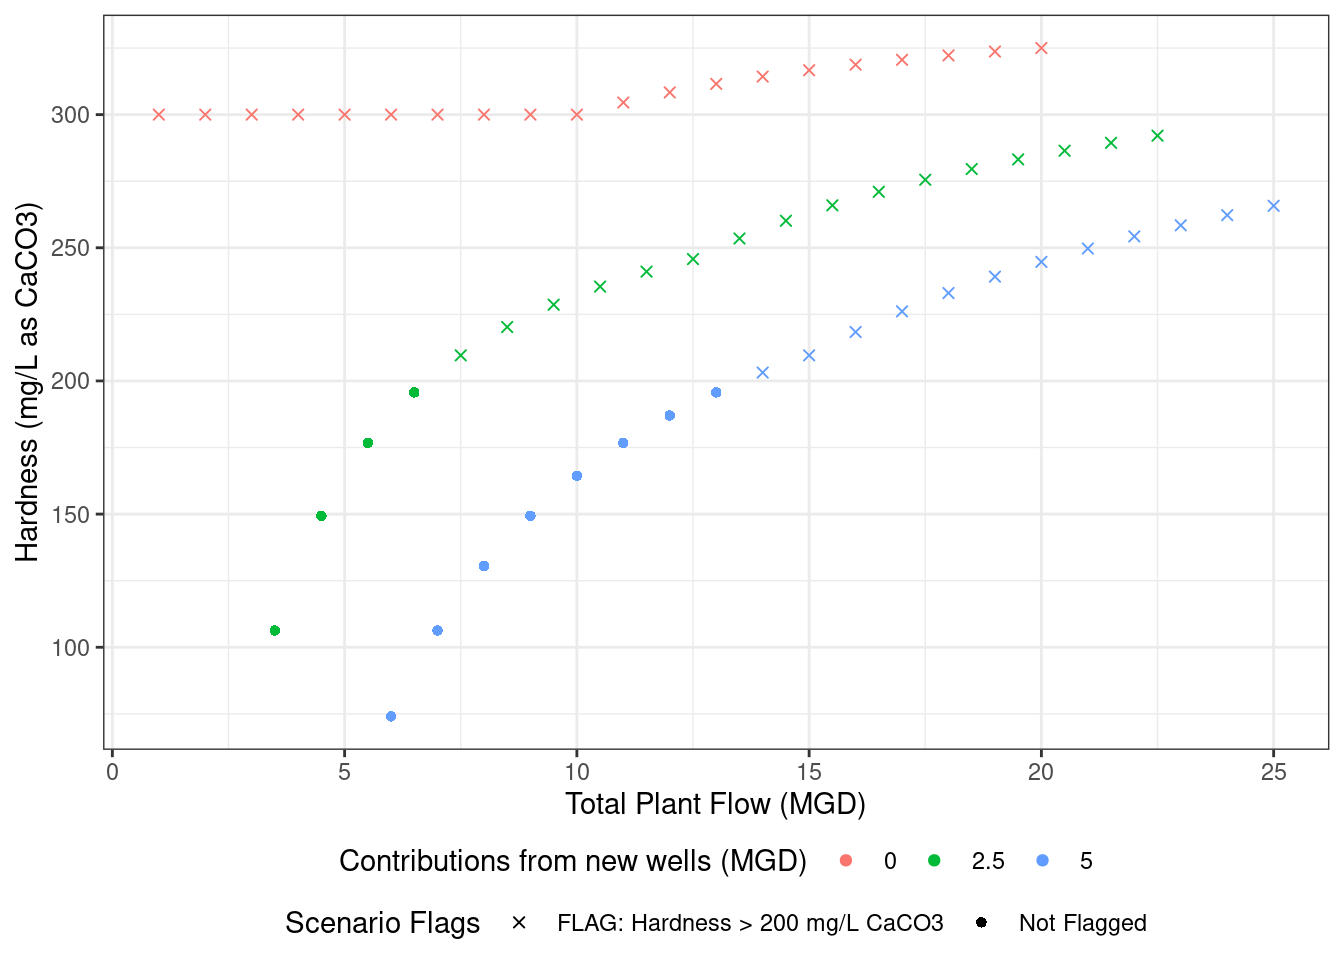 Hardness (mg/L as CaCO3)
300
250
200
150
100
0 5 10 15 20 25
Total Plant Flow (MGD)
Contributions from new wells (MGD) 0 2.5 5
Scenario Flags FLAG: Hardness > 200 mg/L CaCO3 Not Flagged